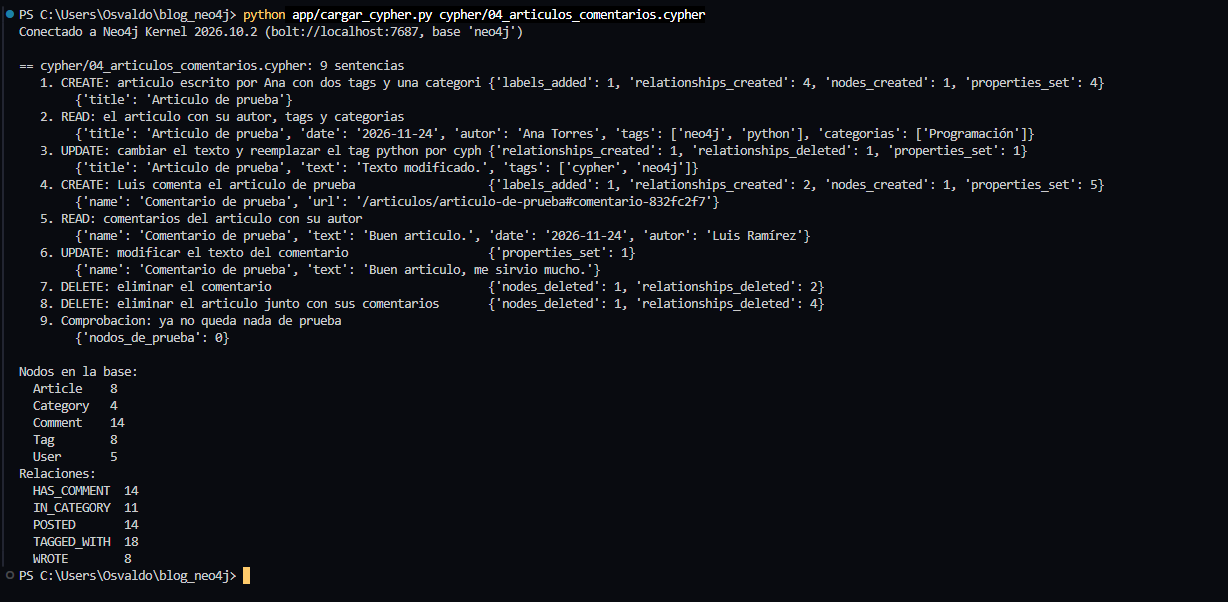 PS C:\Users\Osvaldo\blog_neo4j> python app/cargar_cypher.py cypher/04_articulos_comentarios.cypher
Conectado a Neo4j Kernel 2026.10.2 (bolt://localhost:7687, base 'neo4j')
== cypher/04_articulos_comentarios.cypher: 9 sentencias
1. CREATE: articulo escrito por Ana con dos tags y una categori {'labels_added': 1, 'relationships_created': 4, 'nodes_created': 1, 'properties_set': 4}
{'title': 'Articulo de prueba'}
2. READ: el articulo con su autor, tags y categorias
{'title': 'Articulo de prueba', 'date': '2026-11-24', 'autor': 'Ana Torres', 'tags': ['neo4j', 'python'], 'categorias': ['Programación']}
3. UPDATE: cambiar el texto y reemplazar el tag python por cyph {'relationships_created': 1, 'relationships_deleted': 1, 'properties_set': 1}
{'title': 'Articulo de prueba', 'text': 'Texto modificado.', 'tags': ['cypher', 'neo4j']}
4. CREATE: Luis comenta el articulo de prueba {'labels_added': 1, 'relationships_created': 2, 'nodes_created': 1, 'properties_set': 5}
{'name': 'Comentario de prueba', 'url': '/articulos/articulo-de-prueba#comentario-832fc2f7'}
5. READ: comentarios del articulo con su autor
{'name': 'Comentario de prueba', 'text': 'Buen articulo.', 'date': '2026-11-24', 'autor': 'Luis Ramírez'}
6. UPDATE: modificar el texto del comentario {'properties_set': 1}
{'name': 'Comentario de prueba', 'text': 'Buen articulo, me sirvio mucho.'}
7. DELETE: eliminar el comentario {'nodes_deleted': 1, 'relationships_deleted': 2}
8. DELETE: eliminar el articulo junto con sus comentarios {'nodes_deleted': 1, 'relationships_deleted': 4}
9. Comprobacion: ya no queda nada de prueba
{'nodos_de_prueba': 0}
Nodos en la base:
Article 8
Category 4
Comment 14
Tag 8
User 5
Relaciones:
HAS_COMMENT 14
IN_CATEGORY 11
POSTED 14
TAGGED_WITH 18
WROTE 8
PS C:\Users\Osvaldo\blog_neo4j>